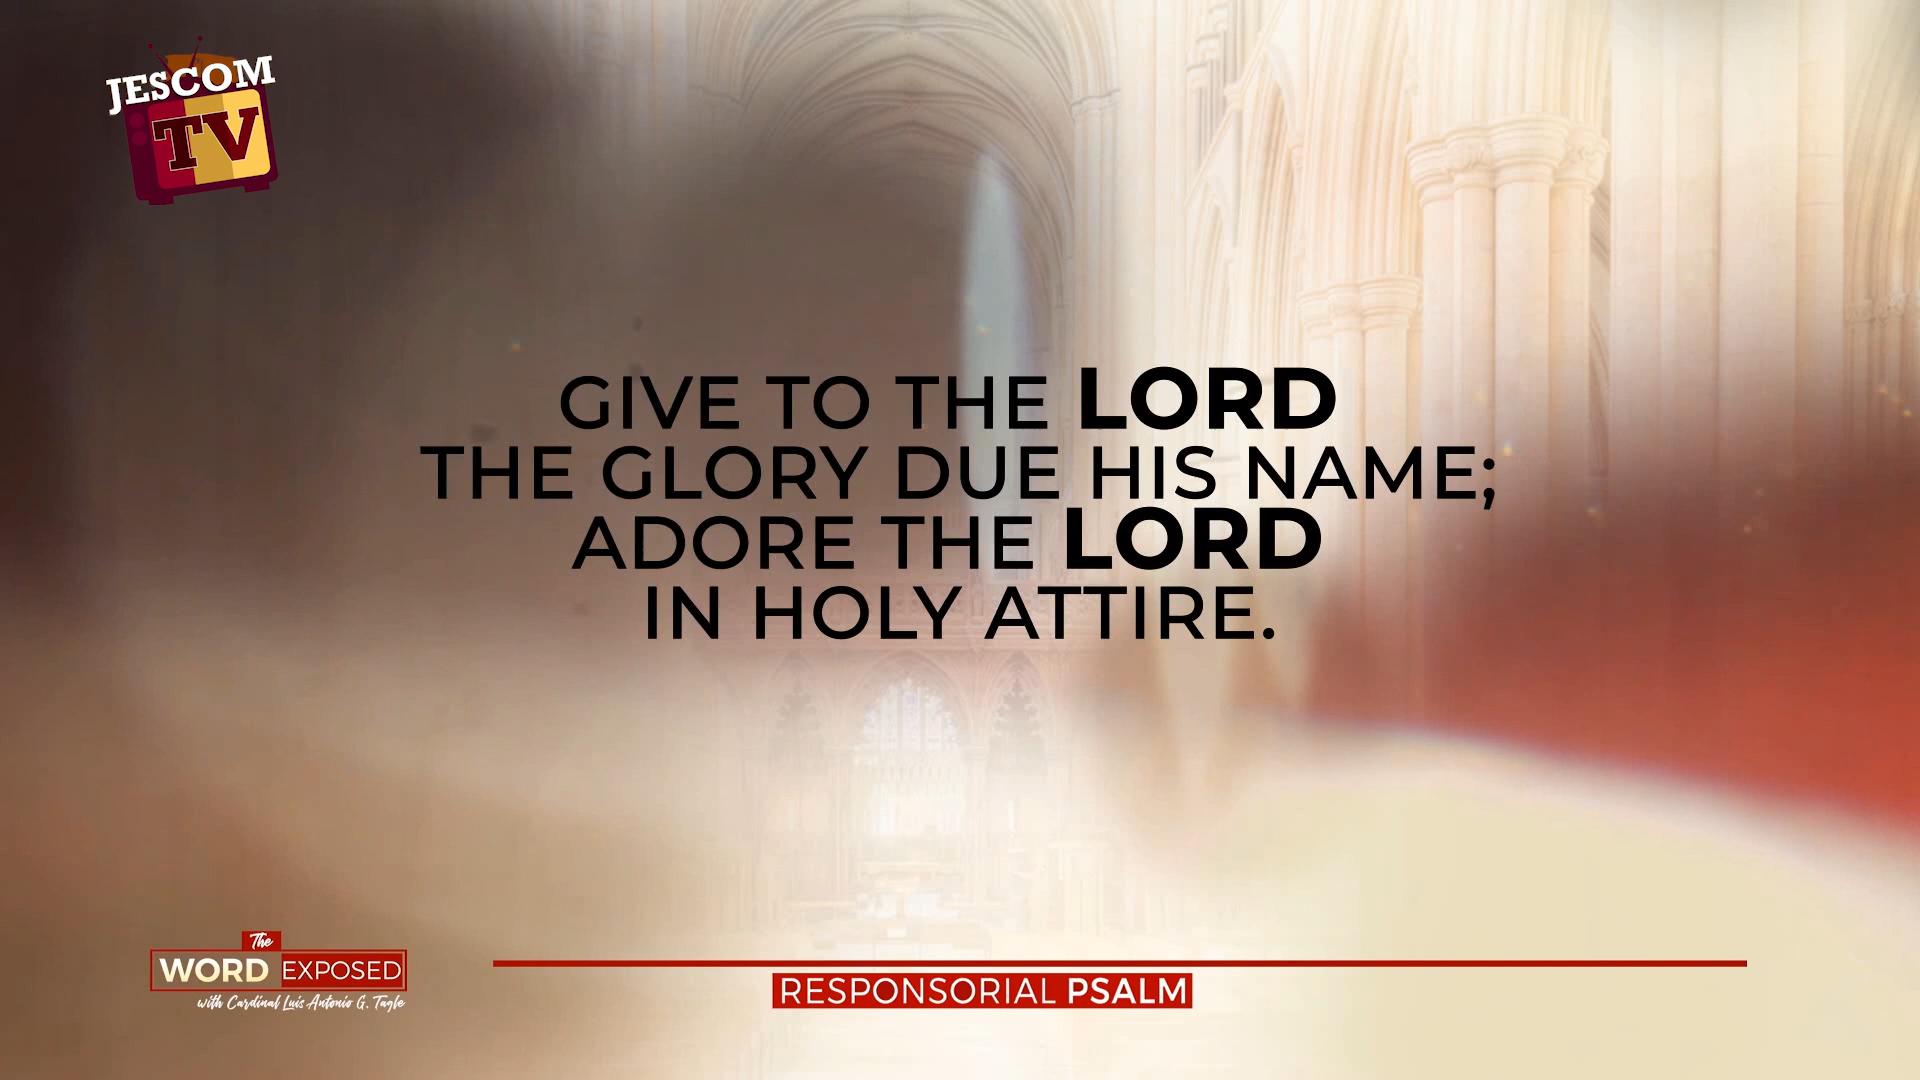 JESCOM
TV
GIVE TO THE LORD
THE GLORY DUE HIS NAME;
ADORE THE LORD
IN HOLY ATTIRE.
The
WORD EXPOSED
with Cardinal Luis Antonio G. Tagle
RESPONSORIAL PSALM